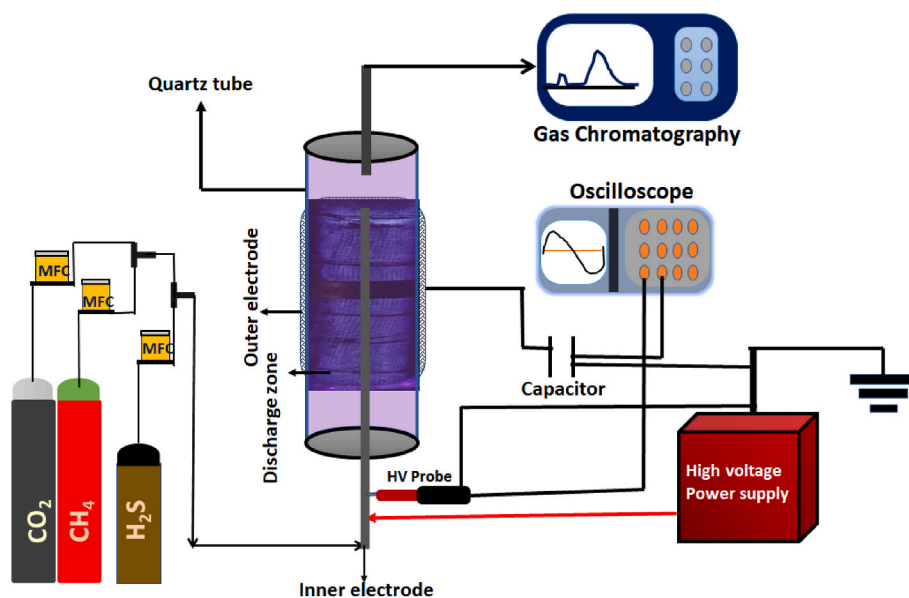 Quartz tube
Gas Chromatography
Oscilloscope
MFC
MFC
MFC
Outer electrode
Discharge zone
Capacitor
HV Probe
High voltage
Power supply
CO2
CH4
H2S
Inner electrode